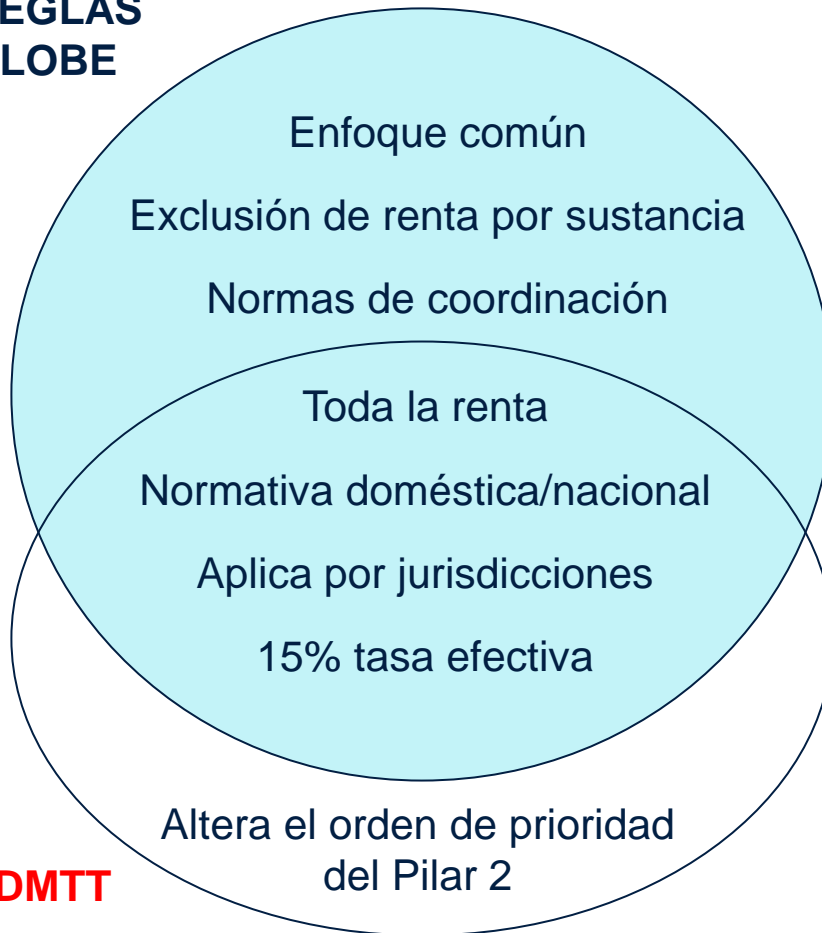 EGLAS
LOBE
Enfoque común
Exclusión de renta por sustancia
Normas de coordinación
Toda la renta
Normativa doméstica/nacional
Aplica por jurisdicciones
15% tasa efectiva
Altera el orden de prioridad
del Pilar 2
DMTT